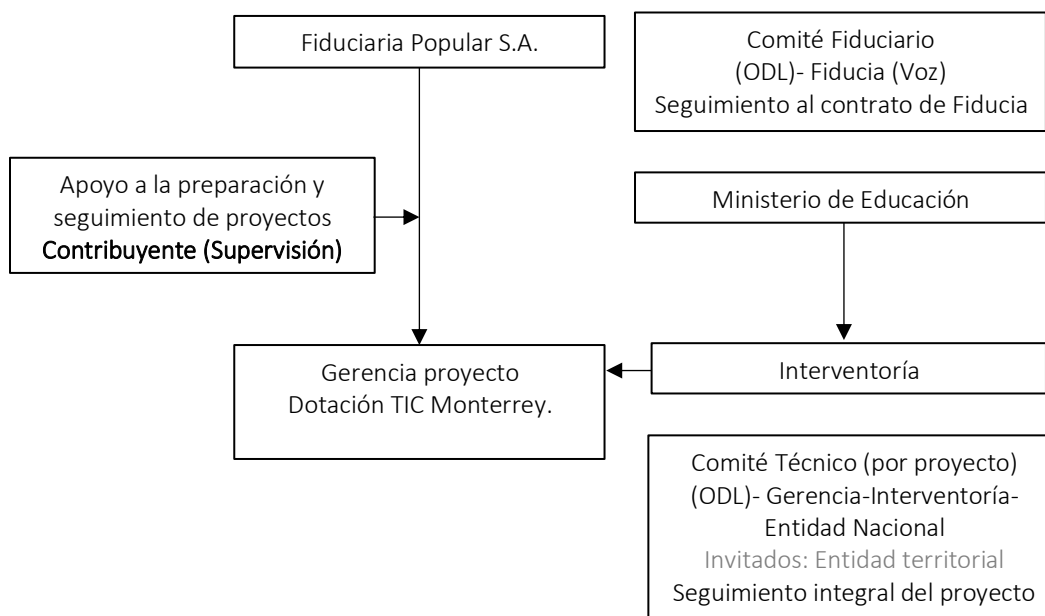 Fiduciaria Popular S.A.
Comité Fiduciario
(ODL)- Fiducia (Voz)
Seguimiento al contrato de Fiducia
Apoyo a la preparación y
seguimiento de proyectos
Contribuyente (Supervisión)
Ministerio de Educación
Gerencia proyecto
Dotación TIC Monterrey.
Interventoría
Comité Técnico (por proyecto)
(ODL)- Gerencia-Interventoría-
Entidad Nacional
Invitados: Entidad territorial
Seguimiento integral del proyecto